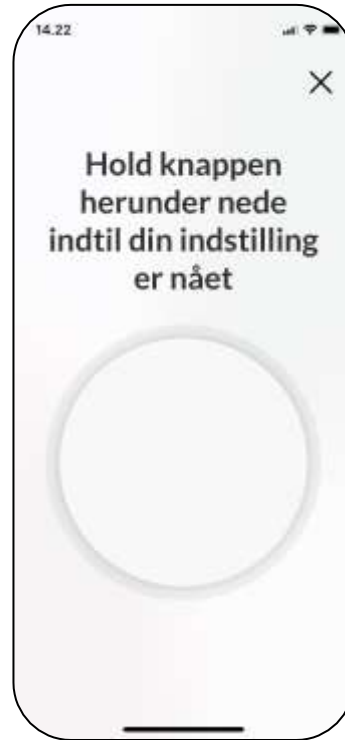 14.22
Hold knappen
herunder nede
indtil din indstilling
er nået